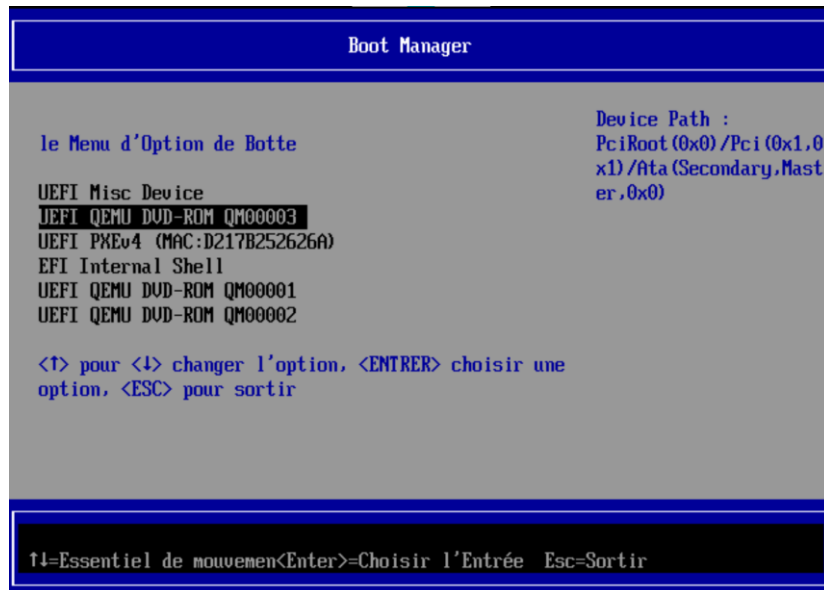 Boot Manager
le Menu d'Option de Botte
UEFI Misc Device
UEFI QEMU DVD-ROM QM00003
UEFI PXEv4 (MAC:D217B252626A)
EFI Internal Shell
UEFI QEMU DVD-ROM QM00001
UEFI QEMU DVD-ROM QM00002
<↑> pour <↓> changer l'option, <ENTRER> choisir une
option, <ESC> pour sortir
Device Path :
PciRoot(0x0)/Pci(0x1,0
x1)/Ata(Secondary,Mast
er,0x0)
↑↓=Essentiel de mouvemen<Enter>=Choisir l'Entrée Esc=Sortir